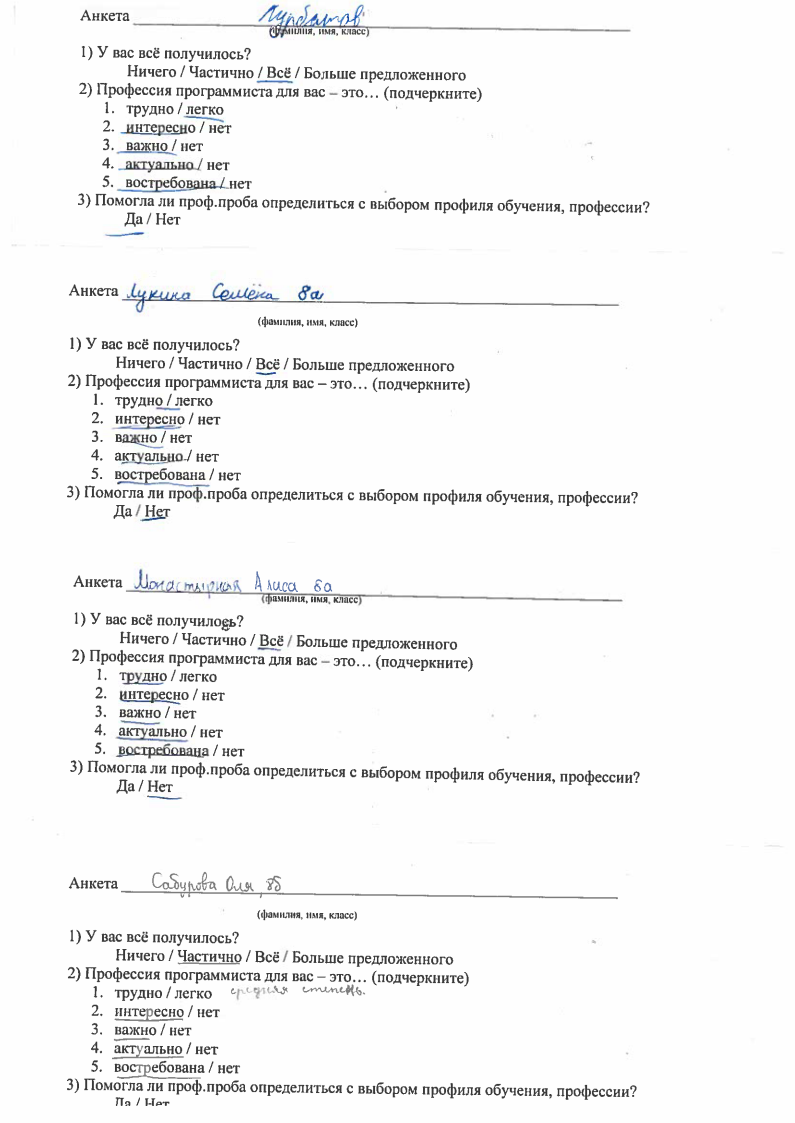 Анкета Курбатов
(фамилия, имя, класс)
1) У вас всё получилось?
Ничего / Частично / Всё / Больше предложенного
2) Профессия программиста для вас – это… (подчеркните)
1. трудно / легко
2. интересно / нет
3. важно / нет
4. актуально / нет
5. востребована / нет
3) Помогла ли проф.проба определиться с выбором профиля обучения, профессии?
Да / Нет
Анкета Лукина Семёна 8а
(фамилия, имя, класс)
1) У вас всё получилось?
Ничего / Частично / Всё / Больше предложенного
2) Профессия программиста для вас – это… (подчеркните)
1. трудно / легко
2. интересно / нет
3. важно / нет
4. актуально / нет
5. востребована / нет
3) Помогла ли проф.проба определиться с выбором профиля обучения, профессии?
Да / Нет
Анкета Монастырная Алиса 8а
(фамилия, имя, класс)
1) У вас всё получилось?
Ничего / Частично / Всё / Больше предложенного
2) Профессия программиста для вас – это… (подчеркните)
1. трудно / легко
2. интересно / нет
3. важно / нет
4. актуально / нет
5. востребована / нет
3) Помогла ли проф.проба определиться с выбором профиля обучения, профессии?
Да / Нет
Анкета Сабурова Оля 8б
(фамилия, имя, класс)
1) У вас всё получилось?
Ничего / Частично / Всё / Больше предложенного
2) Профессия программиста для вас – это… (подчеркните)
1. трудно / легко средняя степень.
2. интересно / нет
3. важно / нет
4. актуально / нет
5. востребована / нет
3) Помогла ли проф.проба определиться с выбором профиля обучения, профессии?
Да / Нет